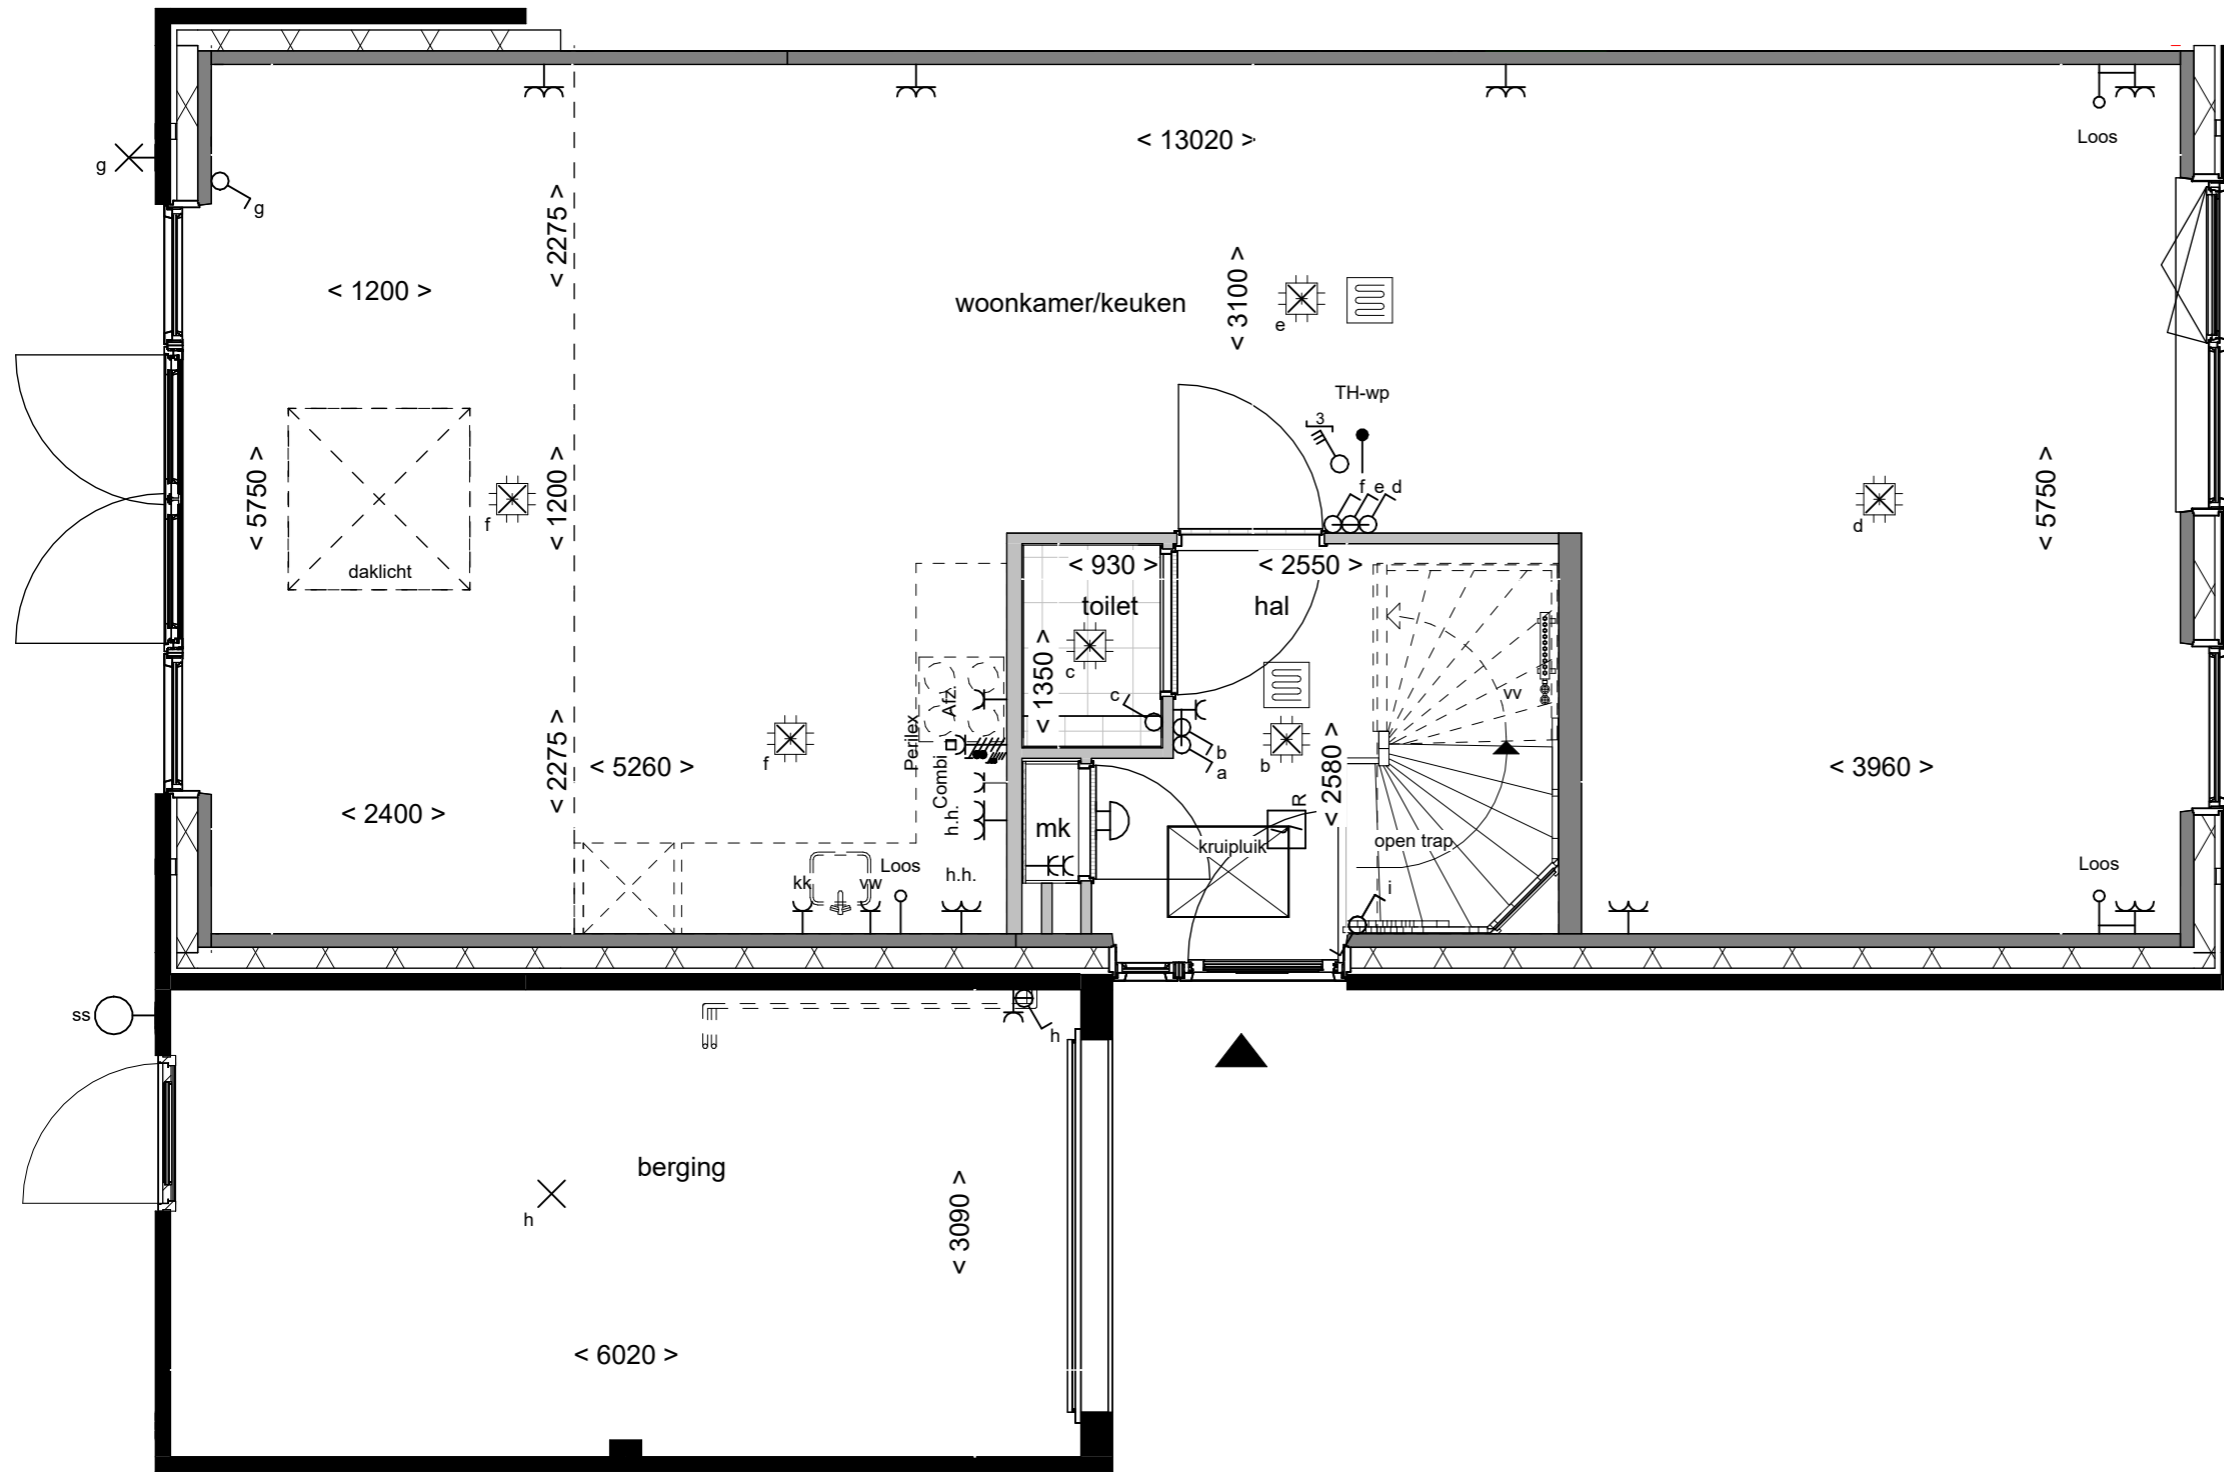 Loos
< 13020 >
g
g
< 2275 >
< 1200 >
woonkamer/keuken
< 3100 >
e
TH-wp
3
f e d
< 5750 >
f
< 1200 >
daklicht
< 930 >
< 2550 >
toilet
hal
< 1350 >
c
c
d
< 5750 >
vv
Afz.
Perilex
Combi
h.h.
b
a
b
< 2580 >
f
< 2275 >
< 5260 >
< 3960 >
< 2400 >
mk
R
kruipluik
open trap
kk
vw
Loos
h.h.
i
Loos
ss
h
berging
h
< 3090 >
< 6020 >